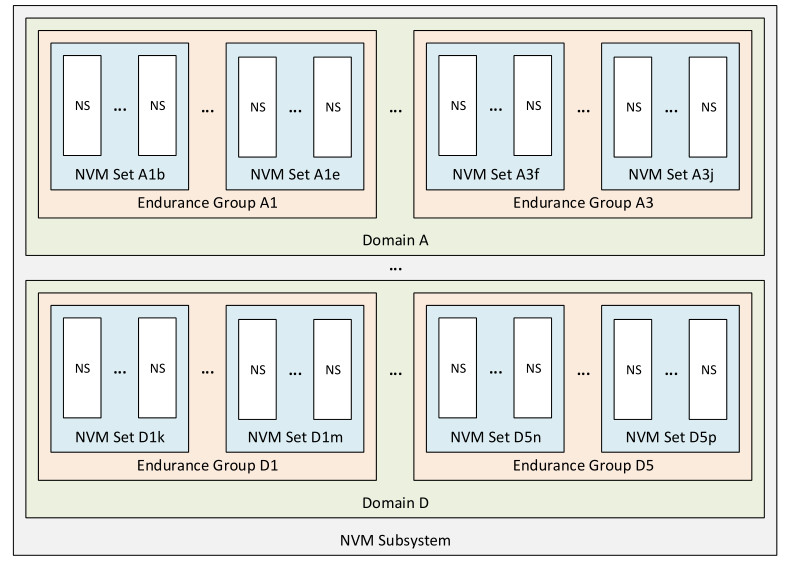 NS ... NS ... NS ... NS ... NS ... NS ... NS ... NS
NVM Set A1b NVM Set A1e NVM Set A3f NVM Set A3j
Endurance Group A1 Endurance Group A3
Domain A
...
NS ... NS ... NS ... NS ... NS ... NS ... NS ... NS
NVM Set D1k NVM Set D1m NVM Set D5n NVM Set D5p
Endurance Group D1 Endurance Group D5
Domain D
NVM Subsystem